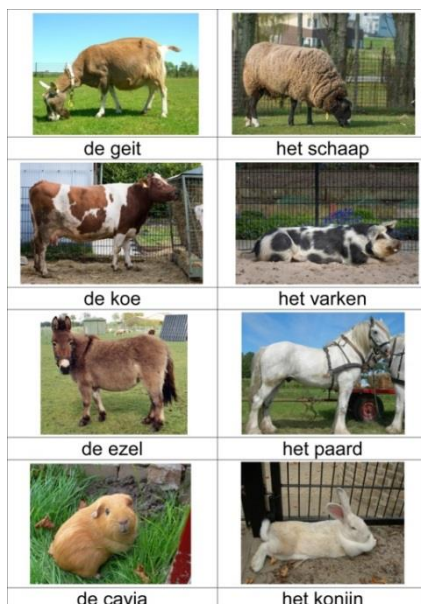 de geit
het schaap
de koe
het varken
de ezel
het paard
de cavia
het konijn